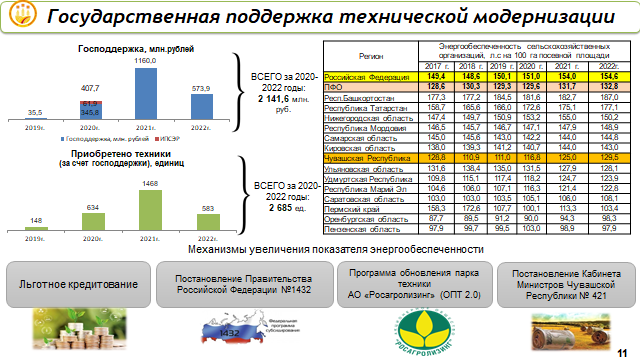 Государственная поддержка технической модернизации
Господдержка, млн.рублей
1160,0
407,7
573,9
61,9
35,5
345,8
2019г.
2020г.
2021г.
2022г.
Господдержка, млн. рублей
ИПСЭР
ВСЕГО за 2020-
2022 годы:
2 141,6 млн.
руб.
Приобретено техники
(за счет господдержки), единиц
1468
634
583
148
2019г.
2020г.
2021г.
2022г.
ВСЕГО за 2020-
2022 годы:
2 685 ед.
Регион
Энергообеспеченность сельскохозяйственных
организаций, л.с на 100 га посевной площади
2017 г. 2018 г. 2019 г. 2020 г. 2021 г. 2022г.
Российская Федерация 149,4 148,6 150,1 151,0 154,0 154,6
ПФО 128,6 130,3 129,3 129,6 131,7 132,8
Респ.Башкортостан 177,3 177,2 184,5 181,6 182,7 187,0
Республика Татарстан 158,7 165,6 166,0 172,6 175,1 177,1
Нижегородская область 147,4 149,7 150,9 153,2 155,0 150,2
Республика Мордовия 146,5 145,7 146,7 147,1 147,9 148,9
Самарская область 145,0 145,6 143,0 142,2 144,0 144,8
Кировская область 138,0 139,3 141,2 140,7 144,0 143,0
Чувашская Республика 128,8 110,9 111,0 116,8 125,0 129,5
Ульяновская область 131,6 138,4 135,0 131,5 127,9 128,1
Удмуртская Республика 109,8 115,1 117,4 118,2 124,7 123,9
Республика Марий Эл 104,6 106,0 107,1 116,3 121,4 122,8
Саратовская область 103,0 103,0 103,5 105,1 106,0 108,1
Пермский край 158,3 172,6 107,7 100,1 113,3 103,4
Оренбургская область 87,7 89,5 91,2 90,0 94,3 98,3
Пензенская область 97,9 99,7 99,5 103,0 98,9 97,9
Механизмы увеличения показателя энергообеспеченности
Льготное кредитование
Постановление Правительства
Российской Федерации №1432
Программа обновления парка
техники
АО «Росагролизинг» (ОПТ 2.0)
Постановление Кабинета
Министров Чувашской
Республики № 421
1432
Федеральная
программа
субсидирования
"РОСАГРОЛИЗИНГ"
11